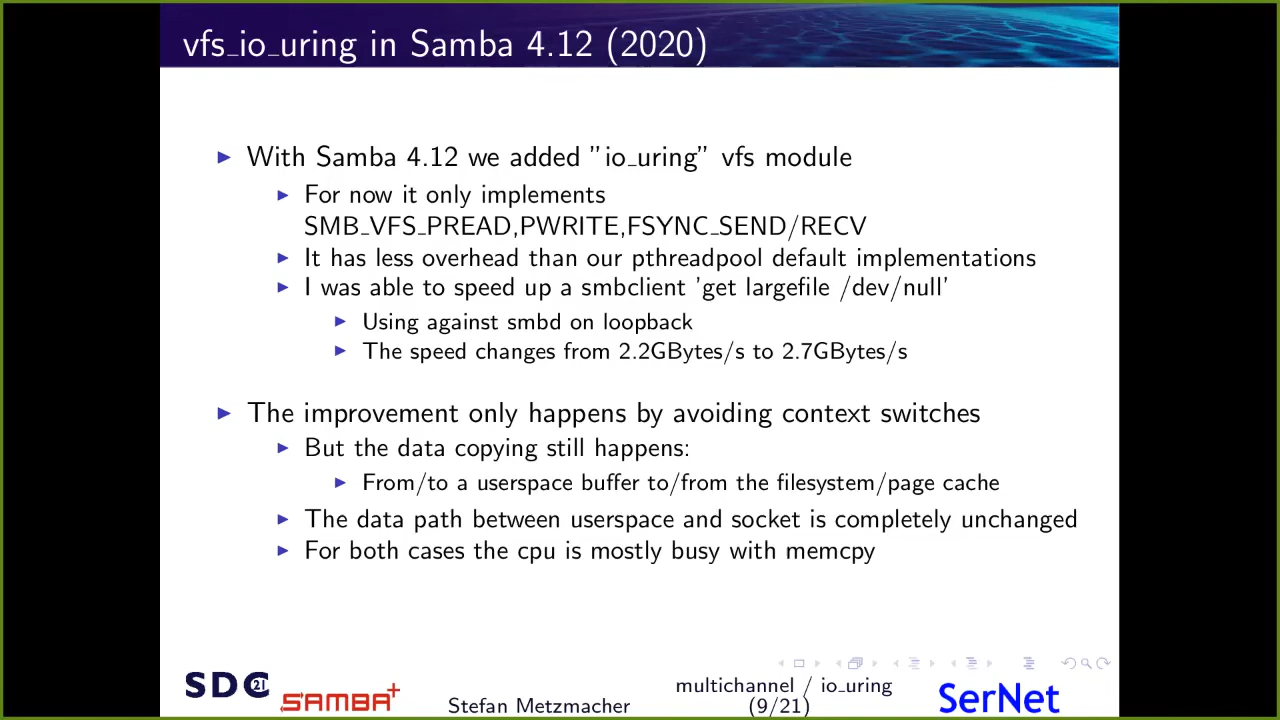 vfs_io_uring in Samba 4.12 (2020)
With Samba 4.12 we added ”io_uring” vfs module
For now it only implements
SMB_VFS_PREAD,PWRITE,FSYNC_SEND/RECV
It has less overhead than our pthreadpool default implementations
I was able to speed up a smbclient ’get largefile /dev/null’
Using against smbd on loopback
The speed changes from 2.2GBytes/s to 2.7GBytes/s
The improvement only happens by avoiding context switches
But the data copying still happens:
From/to a userspace buffer to/from the filesystem/page cache
The data path between userspace and socket is completely unchanged
For both cases the cpu is mostly busy with memcpy
SDC 21
SAMBA+
Stefan Metzmacher
multichannel / io_uring
(9/21)
SerNet